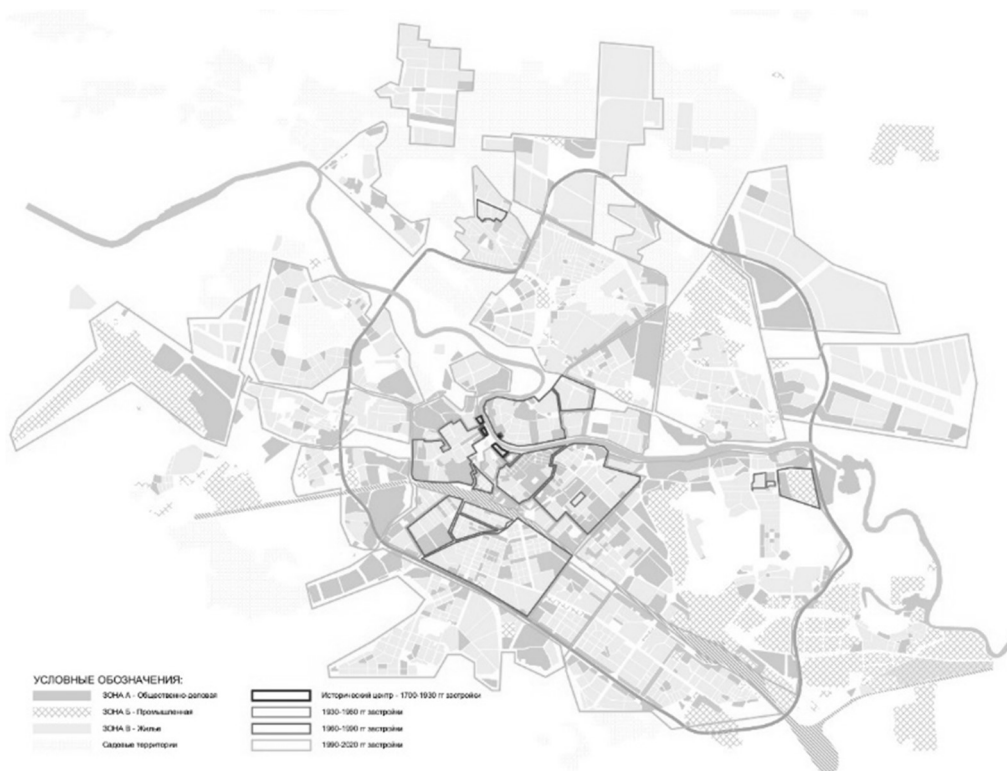 УСЛОВНЫЕ ОБОЗНАЧЕНИЯ:
ЗОНА А - Общественно-деловая
ЗОНА Б - Промышленная
ЗОНА В - Жилье
Садовые территории
Исторический центр - 1700-1930 гг застройки
1930-1960 гг застройки
1960-1990 гг застройки
1990-2020 гг застройки